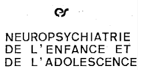 NEUROPSYCHIATRIE
DE L'ENFANCE ET
DE L'ADOLESCENCE